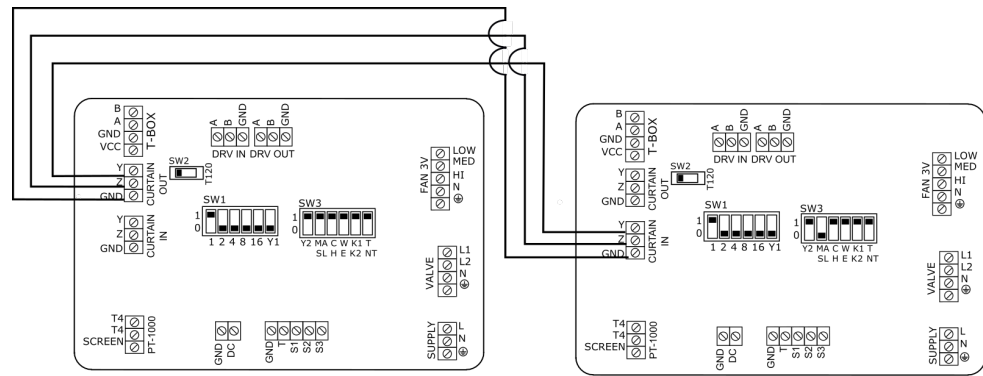 B
A
GND
VCC
T-BOX
A
B
GND
A
B
GND
DRV IN
DRV OUT
SW2
T120
Y
Z
GND
CURTAIN
OUT
Y
Z
GND
CURTAIN
IN
SW1
1
0
1 2 4 8 16 Y1
SW3
Y2 MA C W K1 T
SL H E K2 NT
LOW
MED
HI
N
FAN 3V
L1
L2
N
VALVE
T4
T4
SCREEN
PT-1000
GND
DC
GND
T
S1
S2
S3
L
N
SUPPLY
B
A
GND
VCC
T-BOX
A
B
GND
A
B
GND
DRV IN
DRV OUT
SW2
T120
Y
Z
GND
CURTAIN
OUT
Y
Z
GND
CURTAIN
IN
SW1
1
0
1 2 4 8 16 Y1
SW3
Y2 MA C W K1 T
SL H E K2 NT
LOW
MED
HI
N
FAN 3V
L1
L2
N
VALVE
T4
T4
SCREEN
PT-1000
GND
DC
GND
T
S1
S2
S3
L
N
SUPPLY